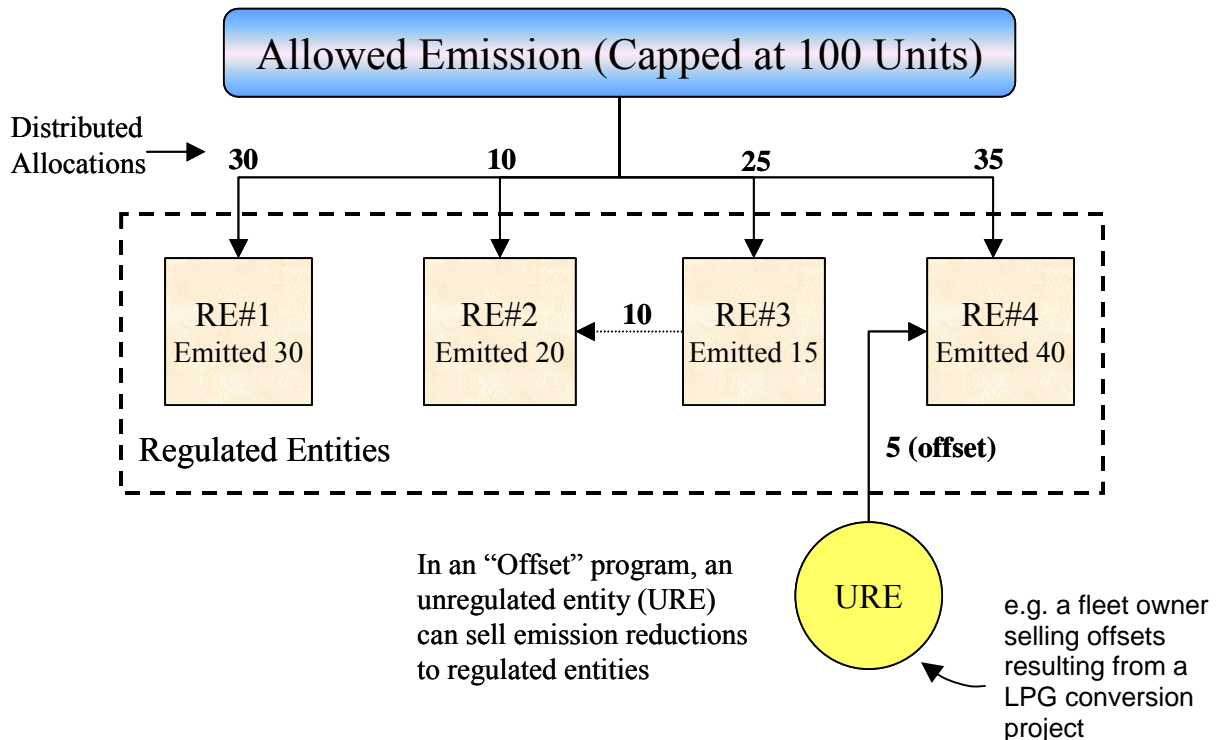 Allowed Emission (Capped at 100 Units)
Distributed
Allocations
30
10
25
35
RE#1
Emitted 30
RE#2
Emitted 20
10
RE#3
Emitted 15
RE#4
Emitted 40
Regulated Entities
5 (offset)
In an “Offset” program, an
unregulated entity (URE)
can sell emission reductions
to regulated entities
URE
e.g. a fleet owner
selling offsets
resulting from a
LPG conversion
project